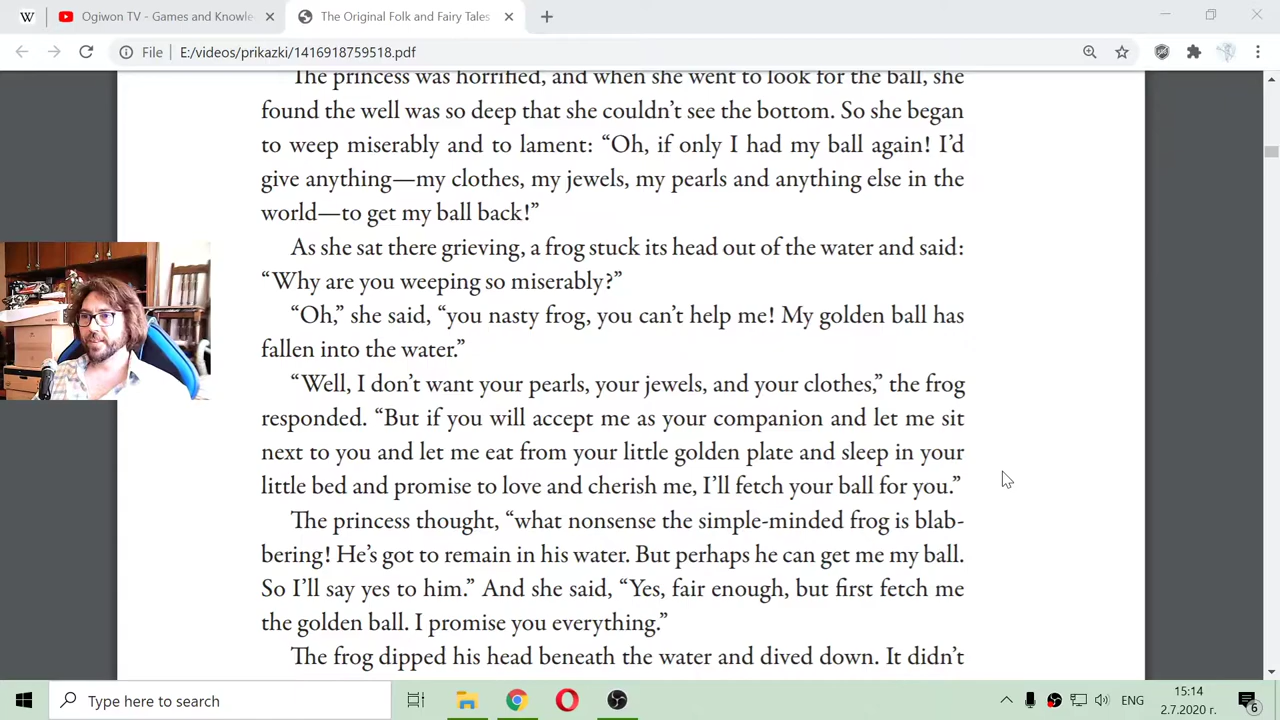 W
Ogiwon TV - Games and Knowle
The Original Folk and Fairy Tales
File
E:/videos/prikazki/1416918759518.pdf
The princess was horrified, and when she went to look for the ball, she
found the well was so deep that she couldn’t see the bottom. So she began
to weep miserably and to lament: “Oh, if only I had my ball again! I’d
give anything—my clothes, my jewels, my pearls and anything else in the
world—to get my ball back!”
As she sat there grieving, a frog stuck its head out of the water and said:
“Why are you weeping so miserably?”
“Oh,” she said, “you nasty frog, you can’t help me! My golden ball has
fallen into the water.”
“Well, I don’t want your pearls, your jewels, and your clothes,” the frog
responded. “But if you will accept me as your companion and let me sit
next to you and let me eat from your little golden plate and sleep in your
little bed and promise to love and cherish me, I’ll fetch your ball for you.”
The princess thought, “what nonsense the simple-minded frog is blab-
bering! He’s got to remain in his water. But perhaps he can get me my ball.
So I’ll say yes to him.” And she said, “Yes, fair enough, but first fetch me
the golden ball. I promise you everything.”
The frog dipped his head beneath the water and dived down. It didn’t
Type here to search
ЕНГ
15:14
2.7.2020 г.
6